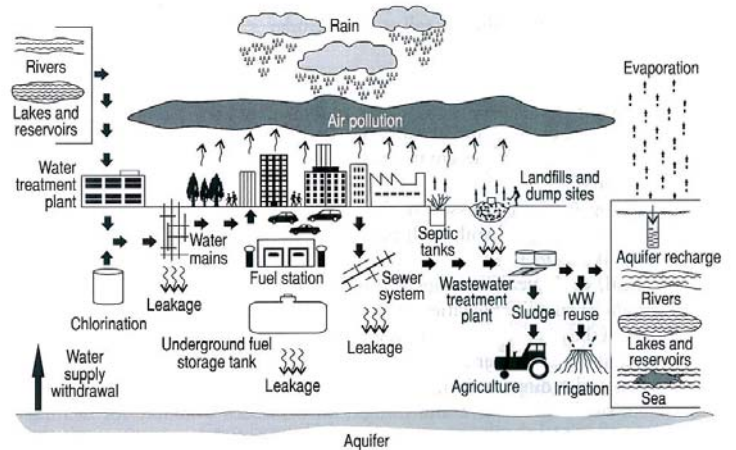 Rain
Rivers
Lakes and
reservoirs
Evaporation
Air pollution
Water
treatment
plant
Landfills and
dump sites
Septic
tanks
Water
mains
Fuel station
Sewer
system
Wastewater
treatment
plant
Sludge
WW
reuse
Aquifer recharge
Rivers
Lakes and
reservoirs
Sea
Leakage
Chlorination
Underground fuel
storage tank
Leakage
Leakage
Agriculture
Irrigation
Water
supply
withdrawal
Aquifer